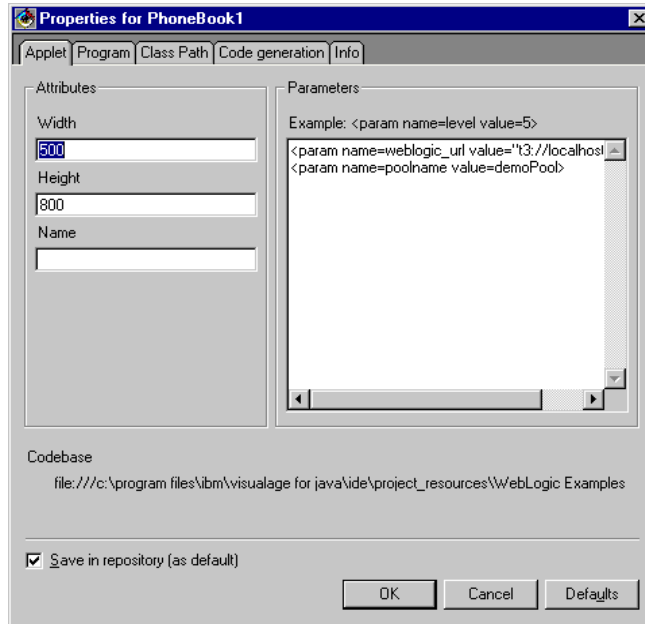 Properties for PhoneBook1
Applet Program Class Path Code generation Info
Attributes
Width
500
Height
800
Name
Parameters
Example: <param name=level value=5>
<param name=weblogic_url value="t3://localhost
<param name=poolname value=demoPool>
Codebase
file:///c:\program files\ibm\visualage for java\ide\project_resources\WebLogic Examples
Save in repository (as default)
OK Cancel Defaults